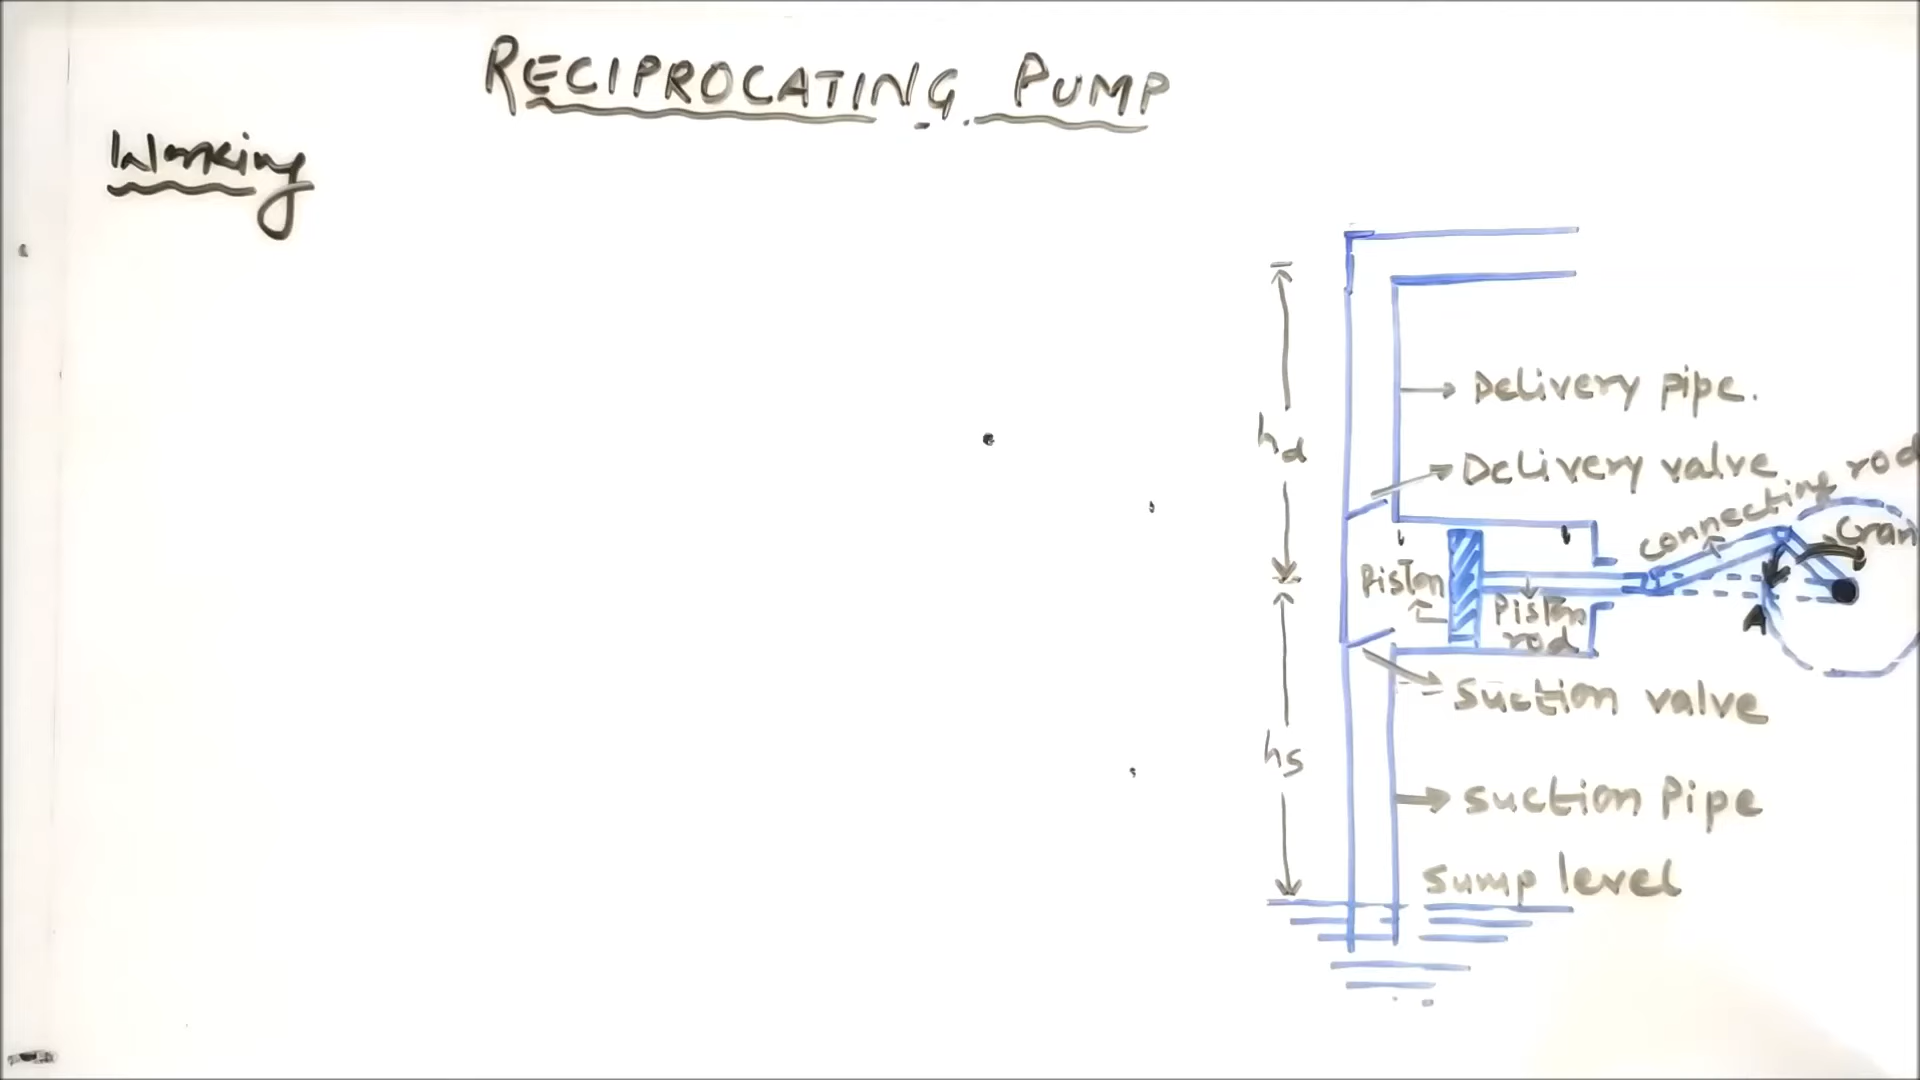 RECIPROCATING PUMP
Working
Delivery pipe.
hd
Delivery valve
connecting rod
Cran
Piston
Piston
rod
A
Suction valve
hs
Suction Pipe
Sump level